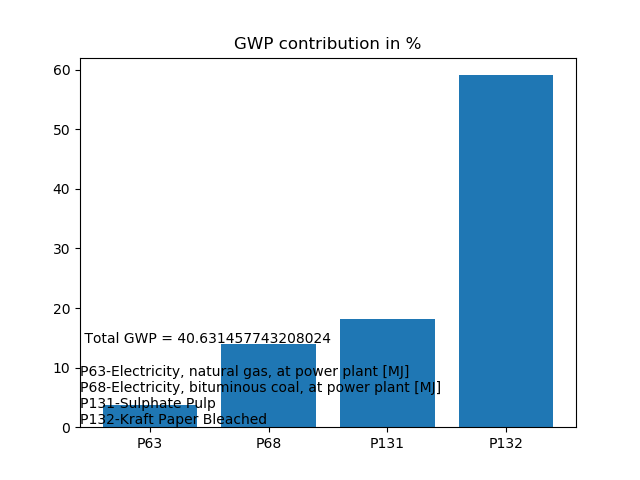 GWP contribution in %
60
50
40
30
20
10
0
Total GWP = 40.631457743208024
P63-Electricity, natural gas, at power plant [MJ]
P68-Electricity, bituminous coal, at power plant [MJ]
P131-Sulphate Pulp
P132-Kraft Paper Bleached
P63 P68 P131 P132